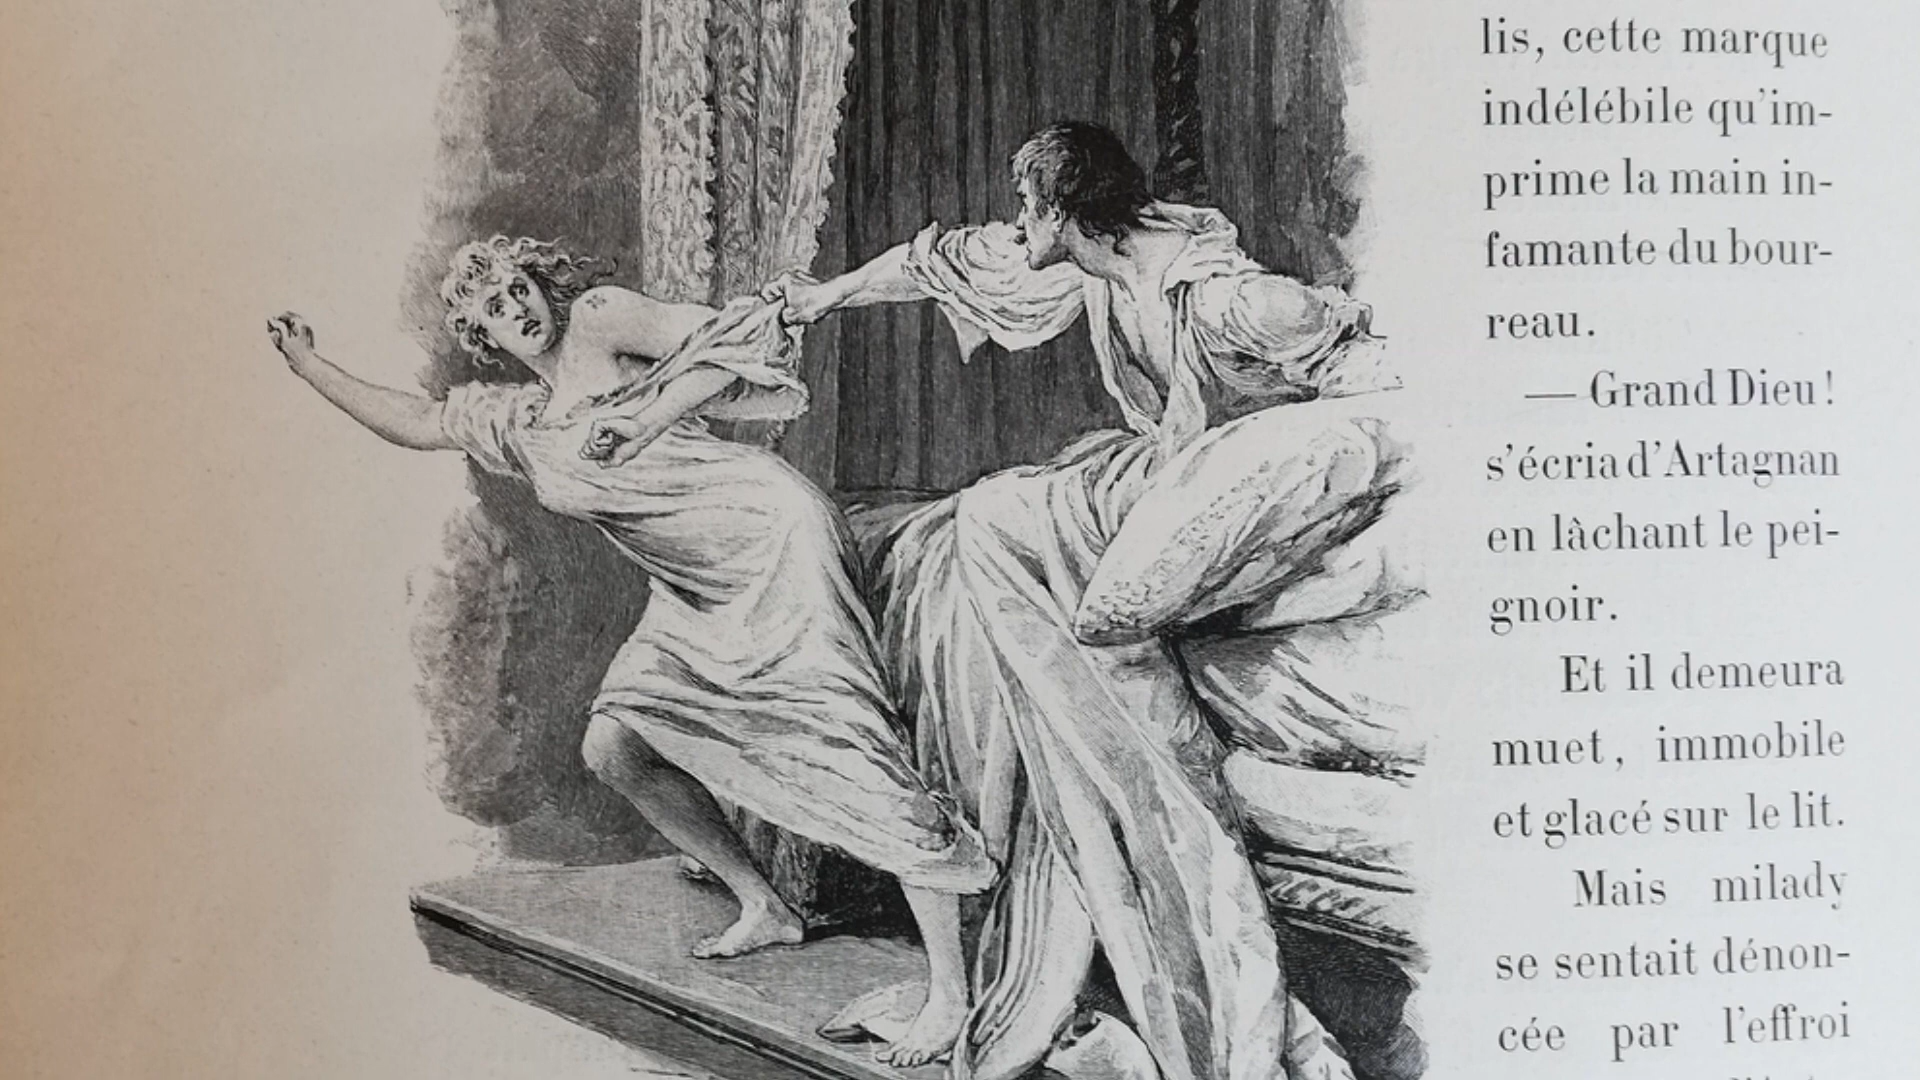 lis, cette marque
indélébile qu'im-
prime la main in-
famante du bour-
reau.
— Grand Dieu !
s'écria d'Artagnan
en lâchant le pei-
gnoir.
Et il demeura
muet, immobile
et glacé sur le lit.
Mais milady
se sentait dénon-
cée par l'effroi